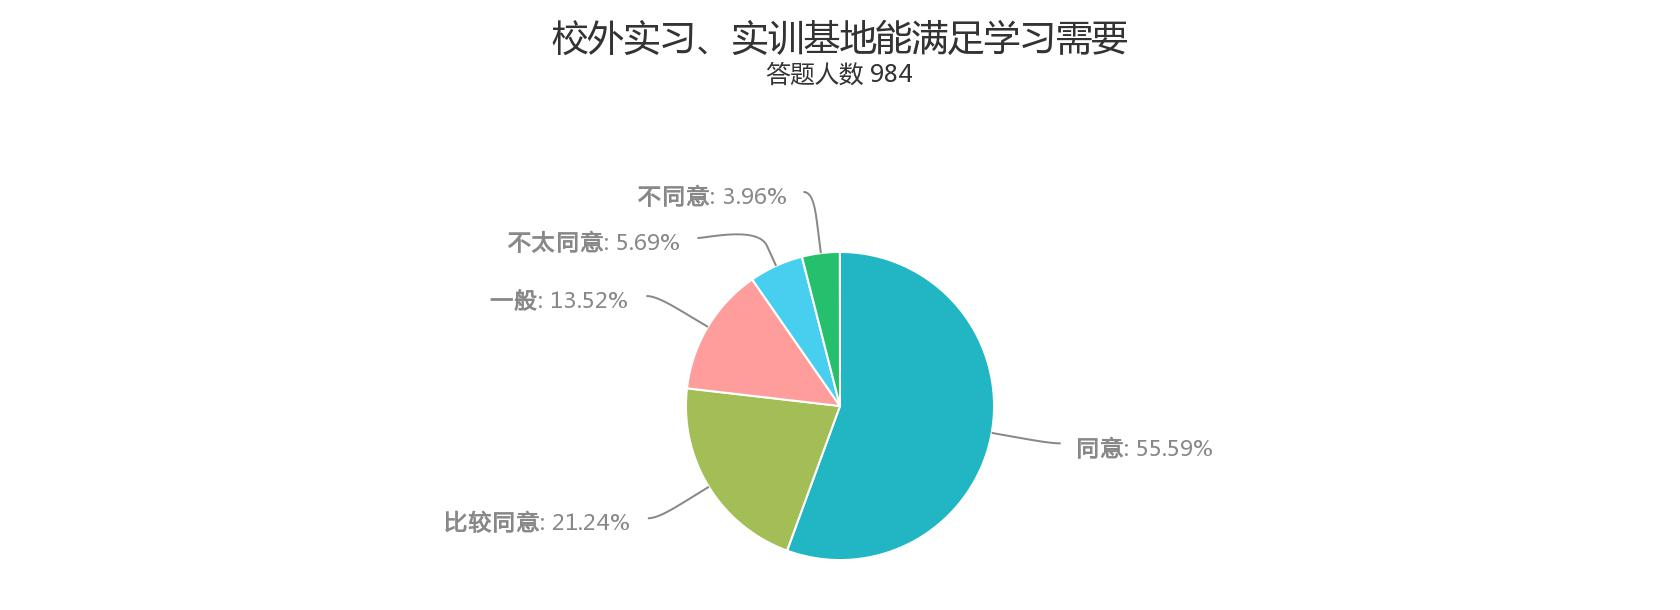 校外实习、实训基地能满足学习需要
答题人数 984
不同意: 3.96%
不太同意: 5.69%
一般: 13.52%
同意: 55.59%
比较同意: 21.24%